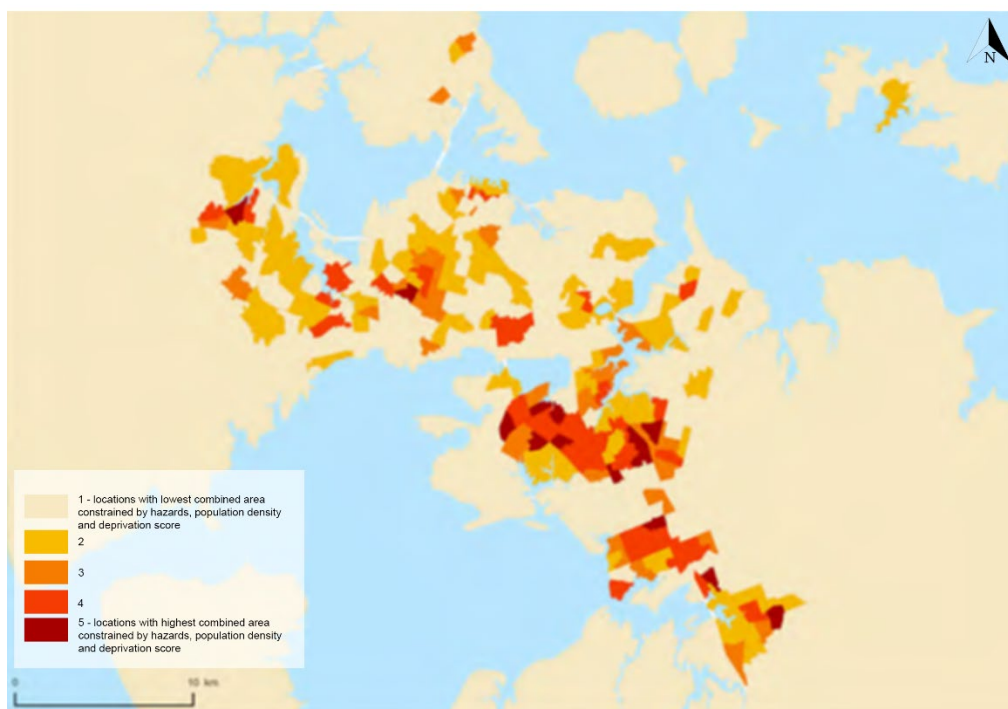 N
1 - locations with lowest combined area
constrained by hazards, population density
and deprivation score
2
3
4
5 - locations with highest combined area
constrained by hazards, population density
and deprivation score
0
10 km